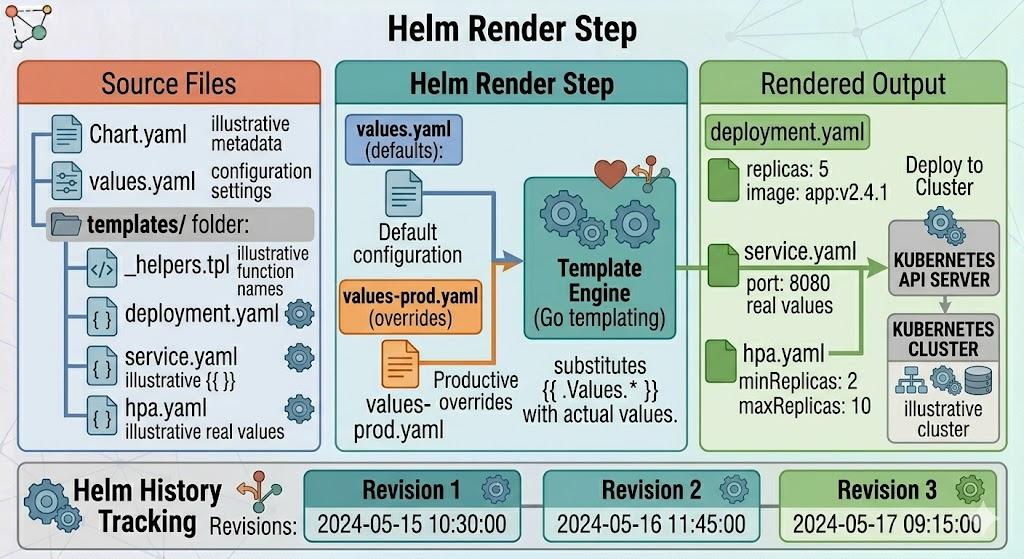 Helm Render Step
Source Files
Chart.yaml
illustrative
metadata
values.yaml
configuration
settings
templates/ folder:
_helpers.tpl
illustrative
function
names
deployment.yaml
service.yaml
illustrative {{ }}
hpa.yaml
illustrative real values
Helm Render Step
values.yaml
(defaults):
Default
configuration
values-prod.yaml
(overrides)
Productive
overrides
values-
prod.yaml
Template
Engine
(Go templating)
substitutes
{{ .Values.* }}
with actual values.
Rendered Output
deployment.yaml
replicas: 5
image: app:v2.4.1
service.yaml
port: 8080
real values
hpa.yaml
minReplicas: 2
maxReplicas: 10
Deploy to
Cluster
KUBERNETES
API SERVER
KUBERNETES
CLUSTER
illustrative
cluster
Helm History
Tracking
Revisions:
Revision 1
2024-05-15 10:30:00
Revision 2
2024-05-16 11:45:00
Revision 3
2024-05-17 09:15:00